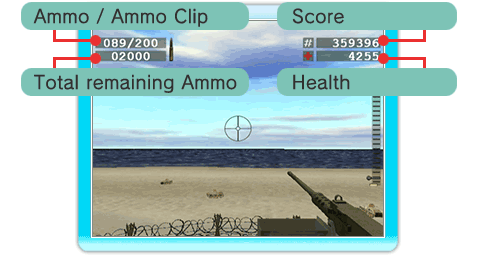 Ammo / Ammo Clip
Score
089/200
# 359396
02000
4255
Total remaining Ammo
Health